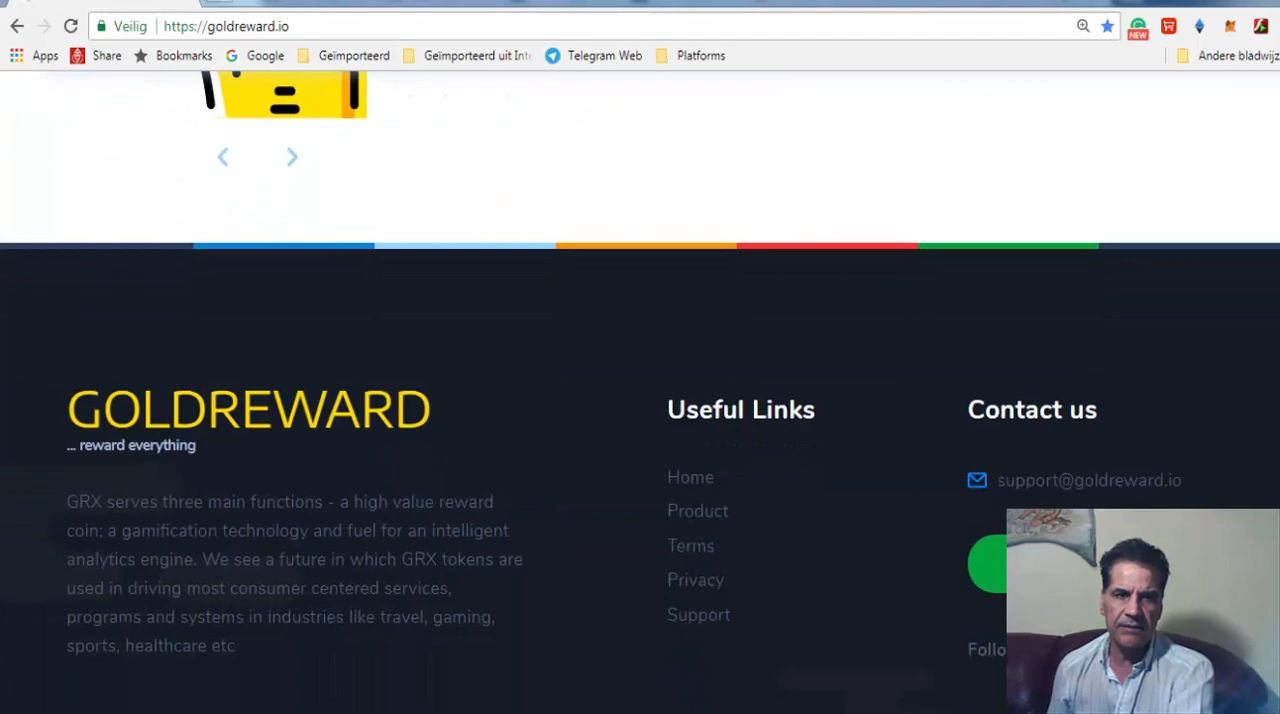 Veilig https://goldreward.io
NEW
Apps Share Bookmarks Google Geïmporteerd Geïmporteerd uit Int Telegram Web Platforms Andere bladwijz
GOLDREWARD
... reward everything
GRX serves three main functions - a high value reward
coin; a gamification technology and fuel for an intelligent
analytics engine. We see a future in which GRX tokens are
used in driving most consumer centered services,
programs and systems in industries like travel, gaming,
sports, healthcare etc
Useful Links
Home
Product
Terms
Privacy
Support
Contact us
support@goldreward.io
Follo